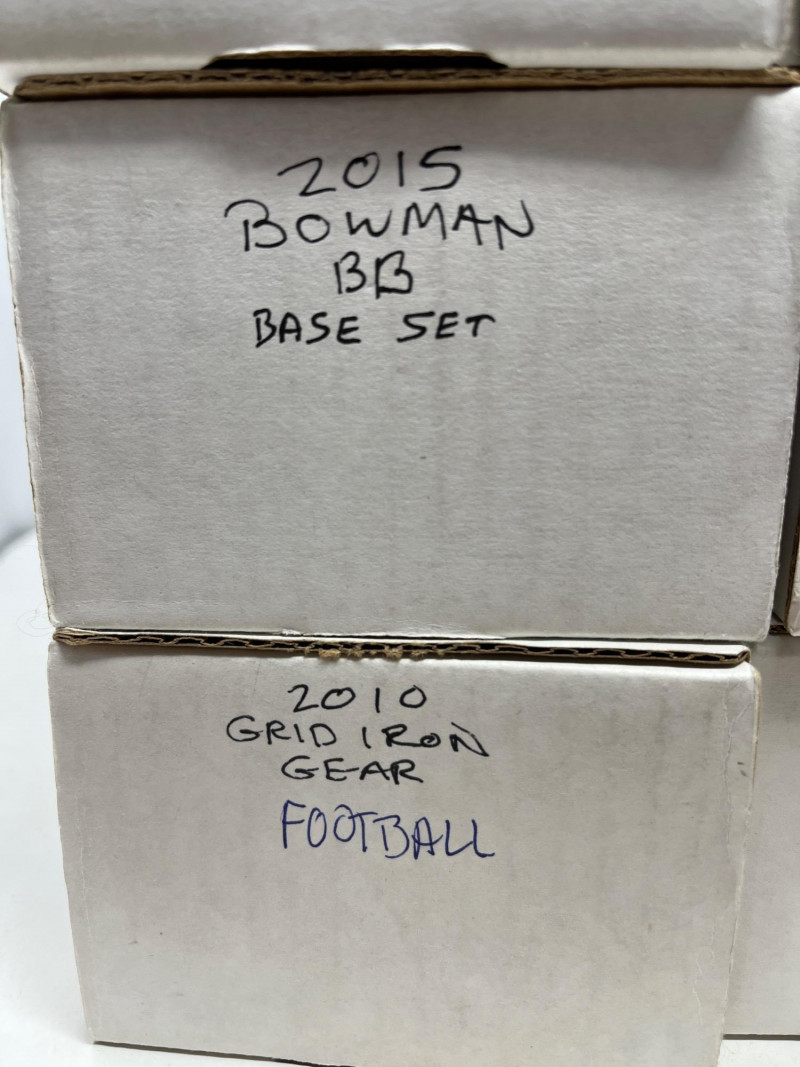 2015
BOWMAN
BB
BASE SET
2010
GRID IRON
GEAR
FOOTBALL